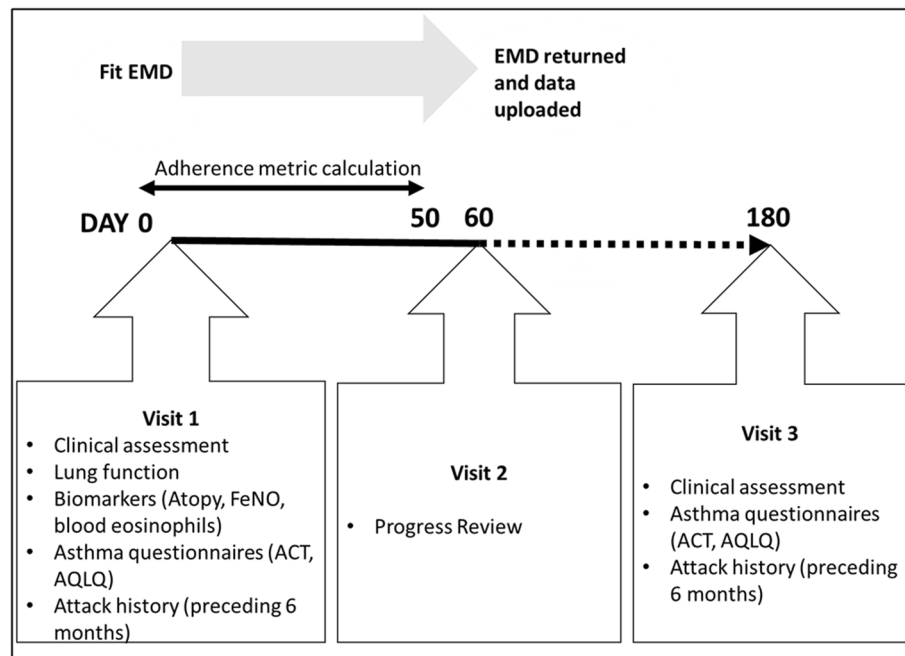 Fit EMD
EMD returned
and data
uploaded
Adherence metric calculation
DAY 0
50
60
180
Visit 1
• Clinical assessment
• Lung function
• Biomarkers (Atopy, FeNO,
blood eosinophils)
• Asthma questionnaires (ACT,
AQLQ)
• Attack history (preceding 6
months)
Visit 2
• Progress Review
Visit 3
• Clinical assessment
• Asthma questionnaires
(ACT, AQLQ)
• Attack history (preceding
6 months)